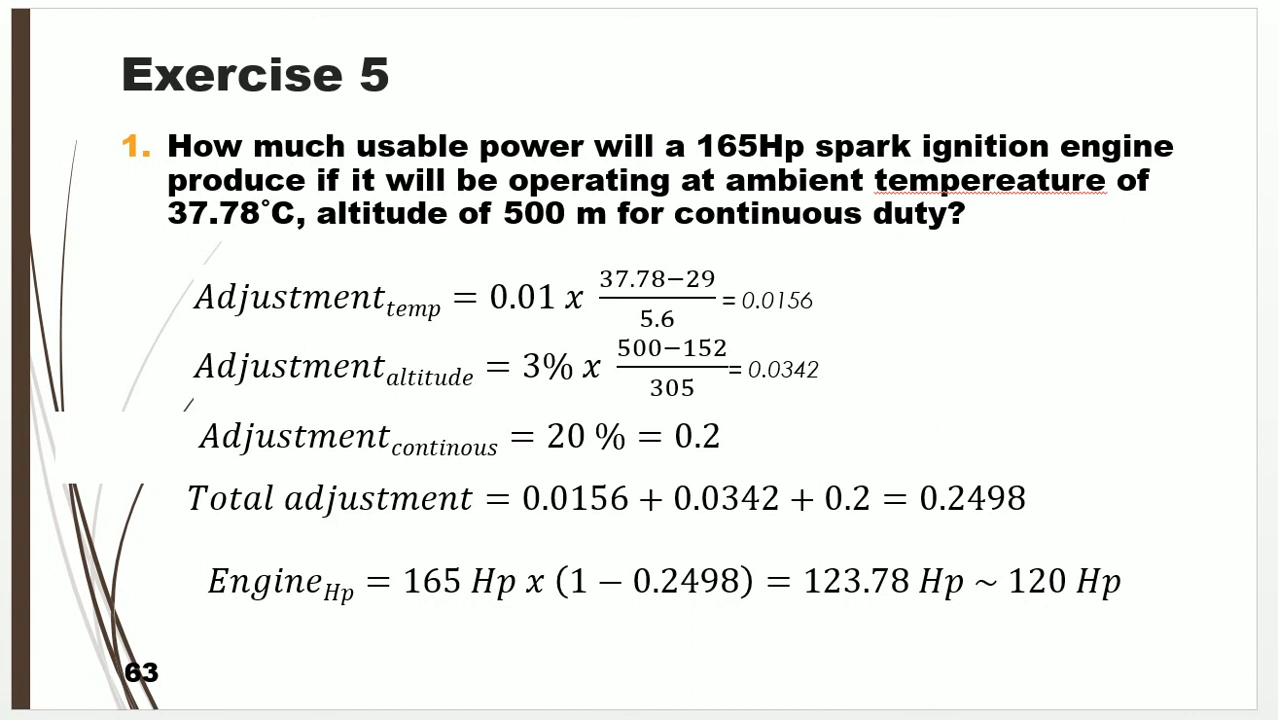 Exercise 5
1. How much usable power will a 165Hp spark ignition engine
produce if it will be operating at ambient tempereature of
37.78˚C, altitude of 500 m for continuous duty?
Adjustment_temp = 0.01 x (37.78−29)/5.6 = 0.0156
Adjustment_altitude = 3% x (500−152)/305 = 0.0342
Adjustment_continous = 20 % = 0.2
Total adjustment = 0.0156 + 0.0342 + 0.2 = 0.2498
Engine_Hp = 165 Hp x (1 − 0.2498) = 123.78 Hp ~ 120 Hp
63